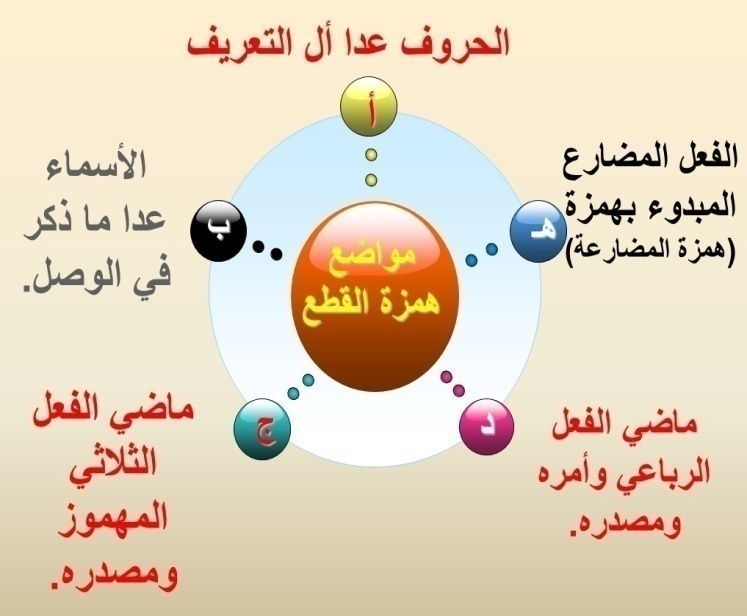 الحروف عدا أل التعريف
أ
الأسماء
عدا ما ذكر
في الوصل.
ب
الفعل المضارع
المبدوء بهمزة
(همزة المضارعة)
هـ
مواضع
همزة القطع
ماضي الفعل
الثلاثي
المهموز
ومصدره.
ج
ماضي الفعل
الرباعي وأمره
ومصدره.
د